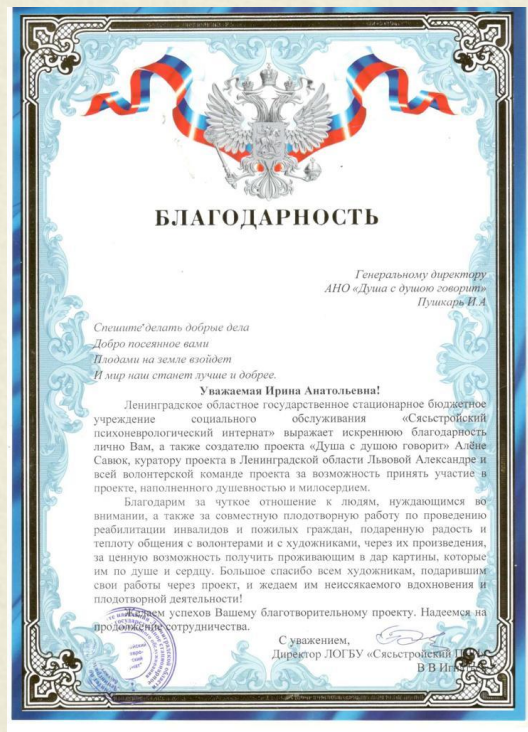 БЛАГОДАРНОСТЬ
Генеральному директору
АНО «Душа с душою говорит»
Пушкарь И.А
Спешите делать добрые дела
Добро посеянное вами
Плодами на земле взойдет
И мир наш станет лучше и добрее.
Уважаемая Ирина Анатольевна!
Ленинградское областное государственное стационарное бюджетное
учреждение социального обслуживания «Сясьстройский
психоневрологический интернат» выражает искреннюю благодарность
лично Вам, а также создателю проекта «Душа с душою говорит» Алёне
Савюк, куратору проекта в Ленинградской области Львовой Александре и
всей волонтерской команде проекта за возможность принять участие в
проекте, наполненного душевностью и милосердием.
Благодарим за чуткое отношение к людям, нуждающимся во
внимании, а также за совместную плодотворную работу по проведению
реабилитации инвалидов и пожилых граждан, подаренную радость и
теплоту общения с волонтерами и с художниками, через их произведения,
за ценную возможность получить проживающим в дар картины, которые
им по душе и сердцу. Большое спасибо всем художникам, подарившим
свои работы через проект, и жедаем им неиссякаемого вдохновения и
плодотворной деятельности!
Желаем успехов Вашему благотворительному проекту. Надеемся на
продолжение сотрудничества.
С уважением,
Директор ЛОГБУ «Сясьстройский
В В